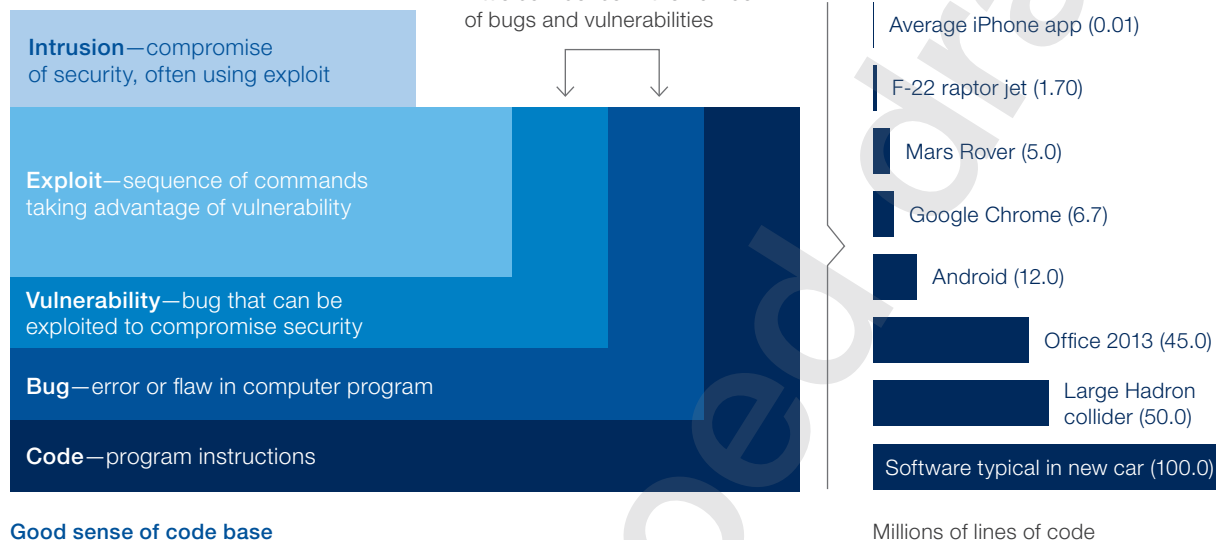 of bugs and vulnerabilities
Intrusion—compromise
of security, often using exploit
Exploit—sequence of commands
taking advantage of vulnerability
Vulnerability—bug that can be
exploited to compromise security
Bug—error or flaw in computer program
Code—program instructions
Good sense of code base
Average iPhone app (0.01)
F-22 raptor jet (1.70)
Mars Rover (5.0)
Google Chrome (6.7)
Android (12.0)
Office 2013 (45.0)
Large Hadron
collider (50.0)
Software typical in new car (100.0)
Millions of lines of code